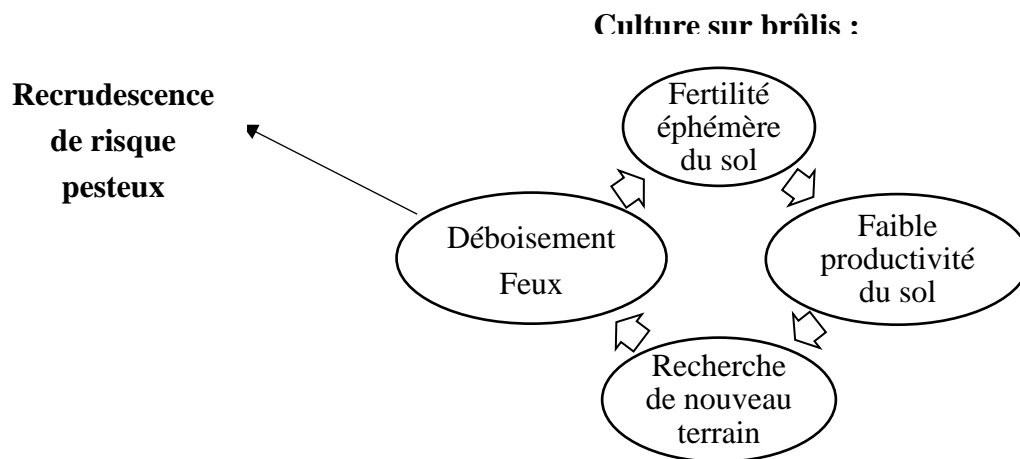 Culture sur brûlis :
Recrudescence
de risque
pesteux
Fertilité
éphémère
du sol
Déboisement
Feux
Faible
productivité
du sol
Recherche
de nouveau
terrain